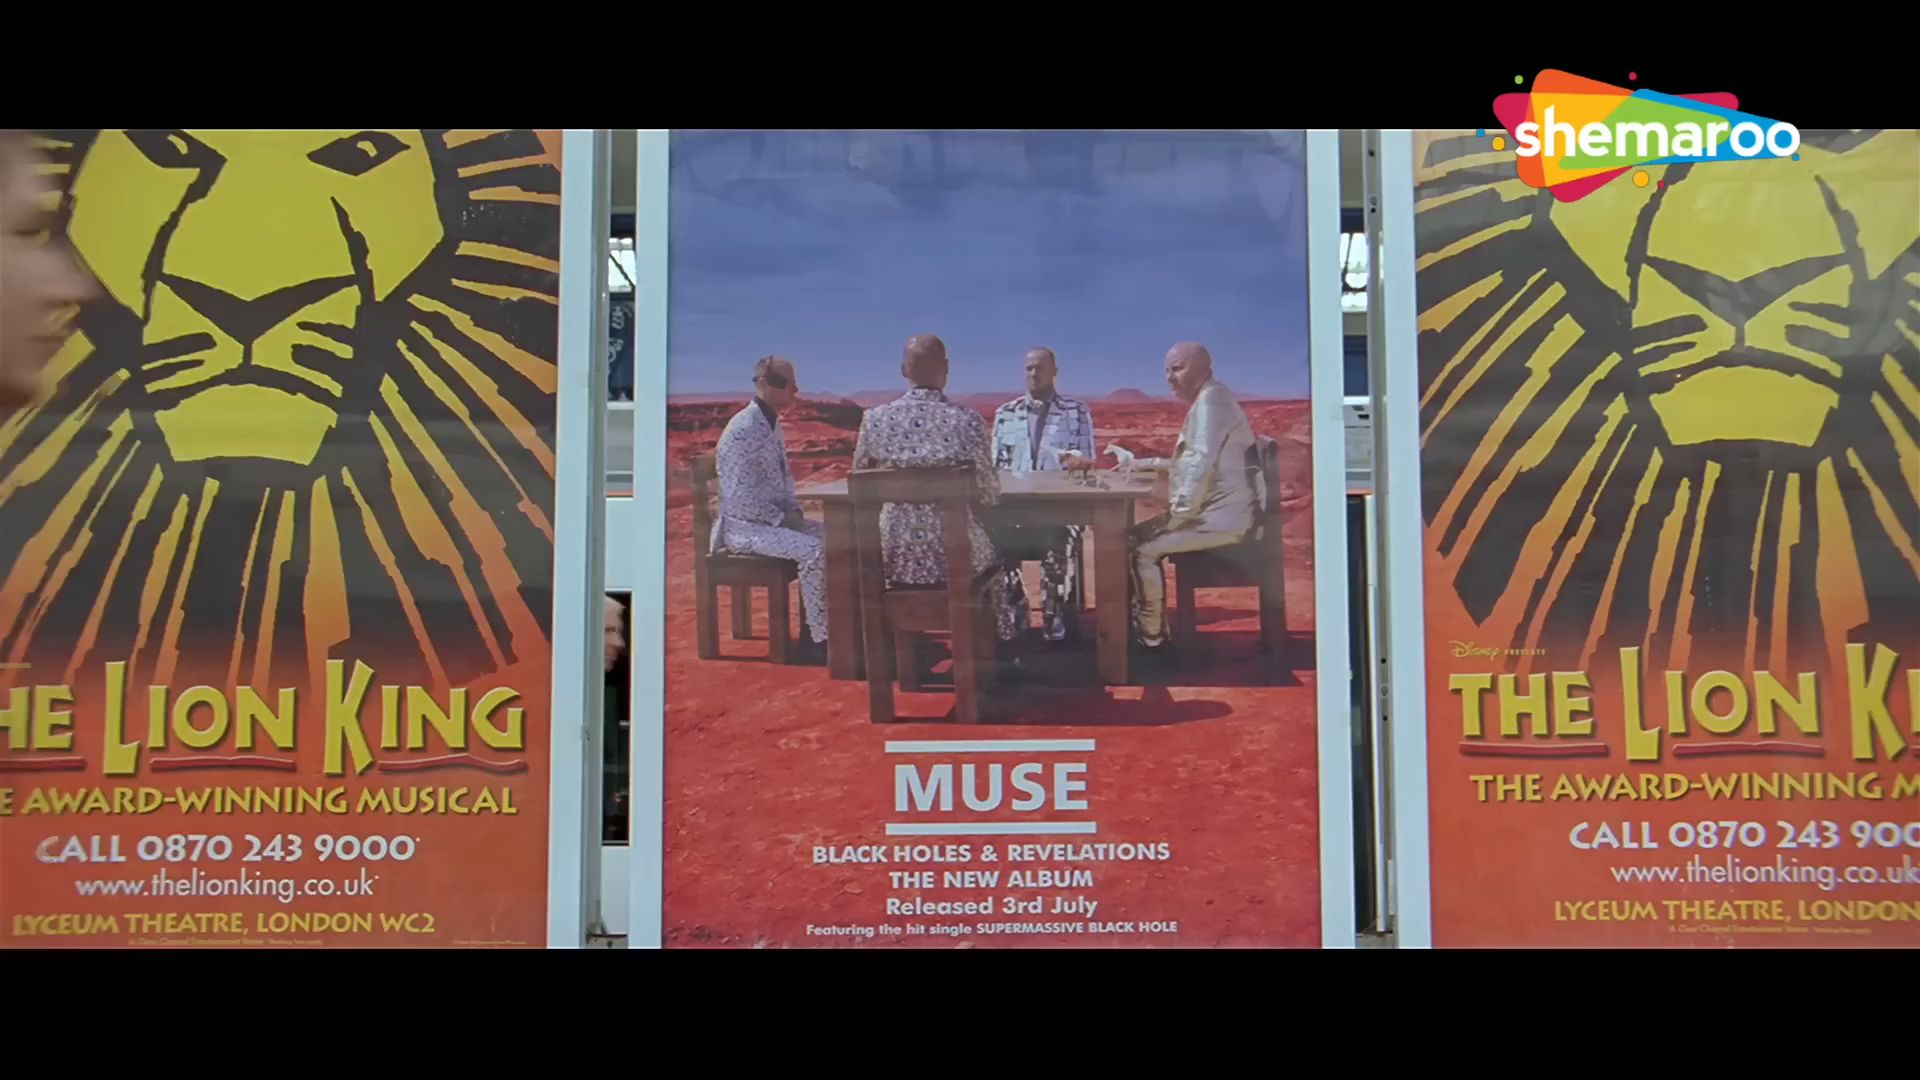 shemaroo
HE LION KING
E AWARD-WINNING MUSICAL
CALL 0870 243 9000*
www.thelionking.co.uk*
LYCEUM THEATRE, LONDON WC2
MUSE
BLACK HOLES & REVELATIONS
THE NEW ALBUM
Released 3rd July
Featuring the hit single SUPERMASSIVE BLACK HOLE
DISNEY PRESENTS
THE LION KI
THE AWARD-WINNING M
CALL 0870 243 900
www.thelionking.co.uk
LYCEUM THEATRE, LONDON